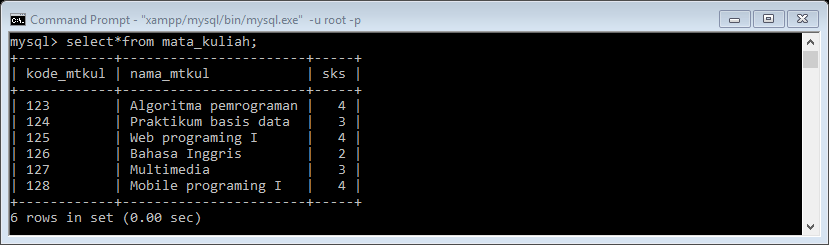 Command Prompt - "xampp/mysql/bin/mysql.exe" -u root -p
mysql> select*from mata_kuliah;
+------------+-----------------------+-----+
| kode_mtkul | nama_mtkul            | sks |
+------------+-----------------------+-----+
| 123        | Algoritma pemrograman |   4 |
| 124        | Praktikum basis data  |   3 |
| 125        | Web programing I      |   4 |
| 126        | Bahasa Inggris        |   2 |
| 127        | Multimedia            |   3 |
| 128        | Mobile programing I   |   4 |
+------------+-----------------------+-----+
6 rows in set (0.00 sec)